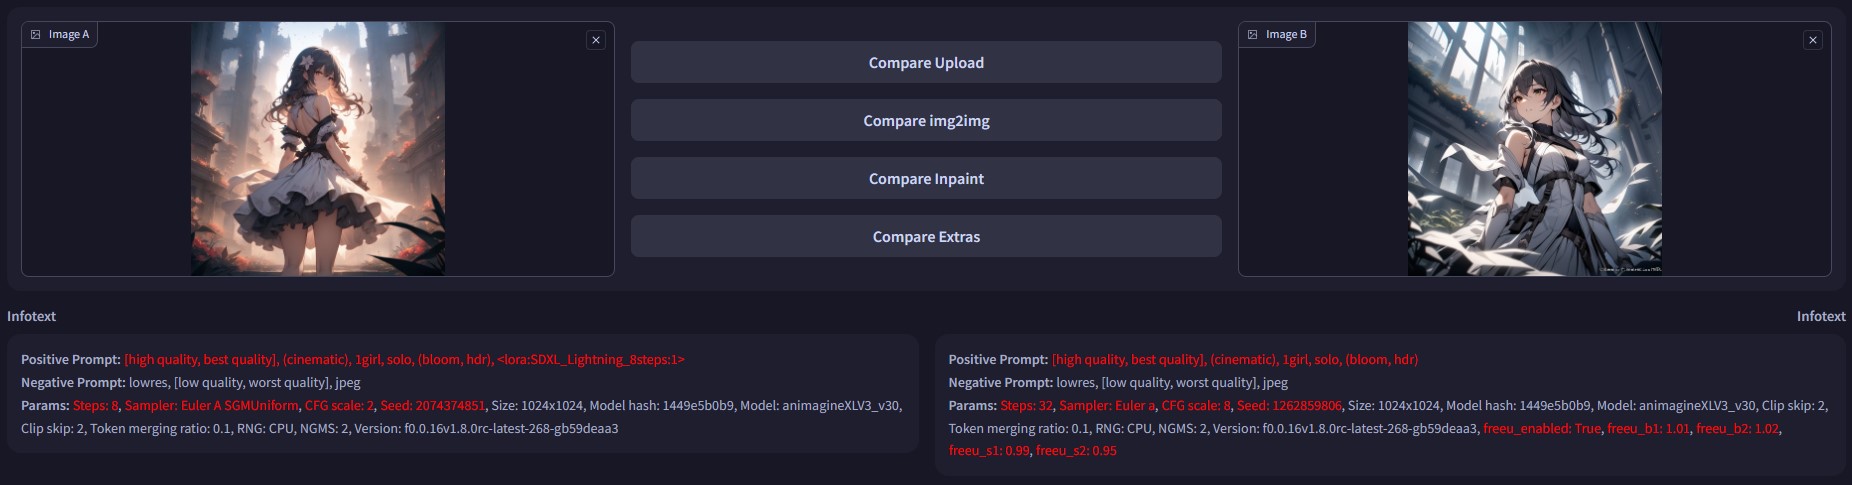 Image A
Compare Upload
Compare img2img
Compare Inpaint
Compare Extras
Image B
Infotext
Infotext
Positive Prompt: [high quality, best quality], (cinematic), 1girl, solo, (bloom, hdr), <lora:SDXL_Lightning_8steps:1>
Negative Prompt: lowres, [low quality, worst quality], jpeg
Params: Steps: 8, Sampler: Euler A SGMUniform, CFG scale: 2, Seed: 2074374851, Size: 1024x1024, Model hash: 1449e5b0b9, Model: animagineXLV3_v30,
Clip skip: 2, Token merging ratio: 0.1, RNG: CPU, NGMS: 2, Version: f0.0.16v1.8.0rc-latest-268-gb59deaa3
Positive Prompt: [high quality, best quality], (cinematic), 1girl, solo, (bloom, hdr)
Negative Prompt: lowres, [low quality, worst quality], jpeg
Params: Steps: 32, Sampler: Euler a, CFG scale: 8, Seed: 1262859806, Size: 1024x1024, Model hash: 1449e5b0b9, Model: animagineXLV3_v30, Clip skip: 2,
Token merging ratio: 0.1, RNG: CPU, NGMS: 2, Version: f0.0.16v1.8.0rc-latest-268-gb59deaa3, freeu_enabled: True, freeu_b1: 1.01, freeu_b2: 1.02,
freeu_s1: 0.99, freeu_s2: 0.95